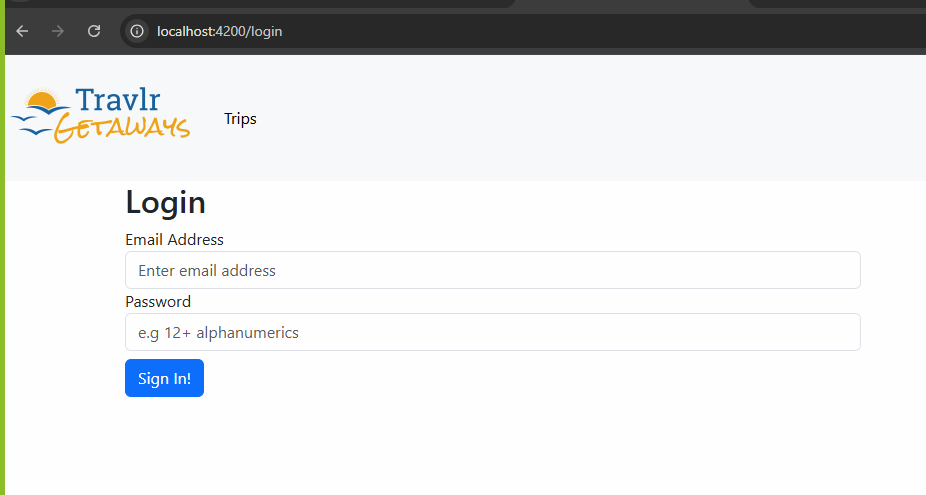 localhost:4200/login
Travlr
Getaways
Trips
Login
Email Address
Enter email address
Password
e.g 12+ alphanumerics
Sign In!